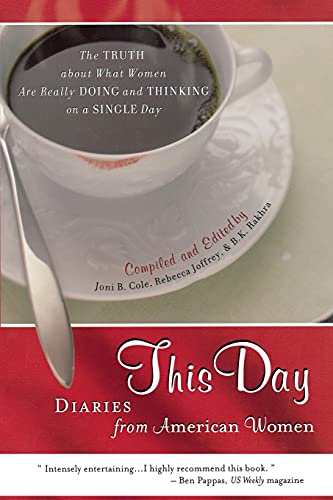 The TRUTH
about What Women
Are Really DOING and THINKING
on a SINGLE Day
Compiled and Edited by
Joni B. Cole, Rebecca Joffrey, & B.K. Rakhra
This Day
DIARIES
from AMERICAN WOMEN
" Intensely entertaining...I highly recommend this book. "
– Ben Pappas, US Weekly magazine